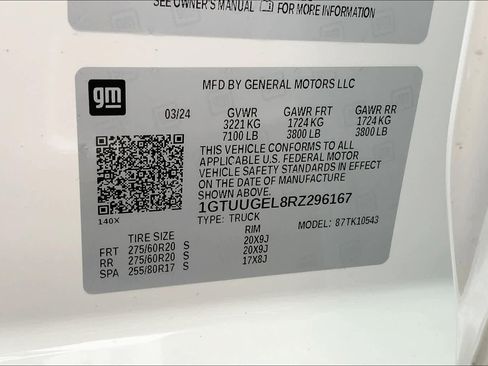 SEE OWNER'S MANUAL FOR MORE INFORMATION
gm
MFD BY GENERAL MOTORS LLC
03/24 GVWR GAWR FRT GAWR RR
3221 KG 1724 KG 1724 KG
7100 LB 3800 LB 3800 LB
THIS VEHICLE CONFORMS TO ALL
APPLICABLE U.S. FEDERAL MOTOR
VEHICLE SAFETY STANDARDS IN EFFECT
ON THE DATE OF MANUFACTURE
SHOWN ABOVE.
1GTUUGEL8RZ296167
140X
TYPE: TRUCK MODEL: 87TK10543
TIRE SIZE RIM
FRT 275/60R20 S 20X9J
RR 275/60R20 S 20X9J
SPA 255/80R17 S 17X8J